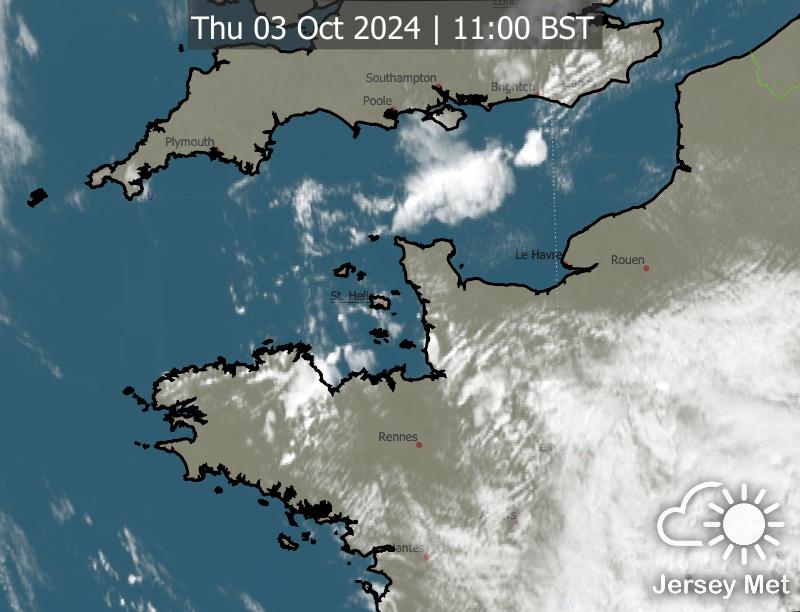 Thu 03 Oct 2024 | 11:00 BST
Southampton
Brighton
Poole
Plymouth
Le Havre
Rouen
St. Helier
Rennes
Nantes
Jersey Met